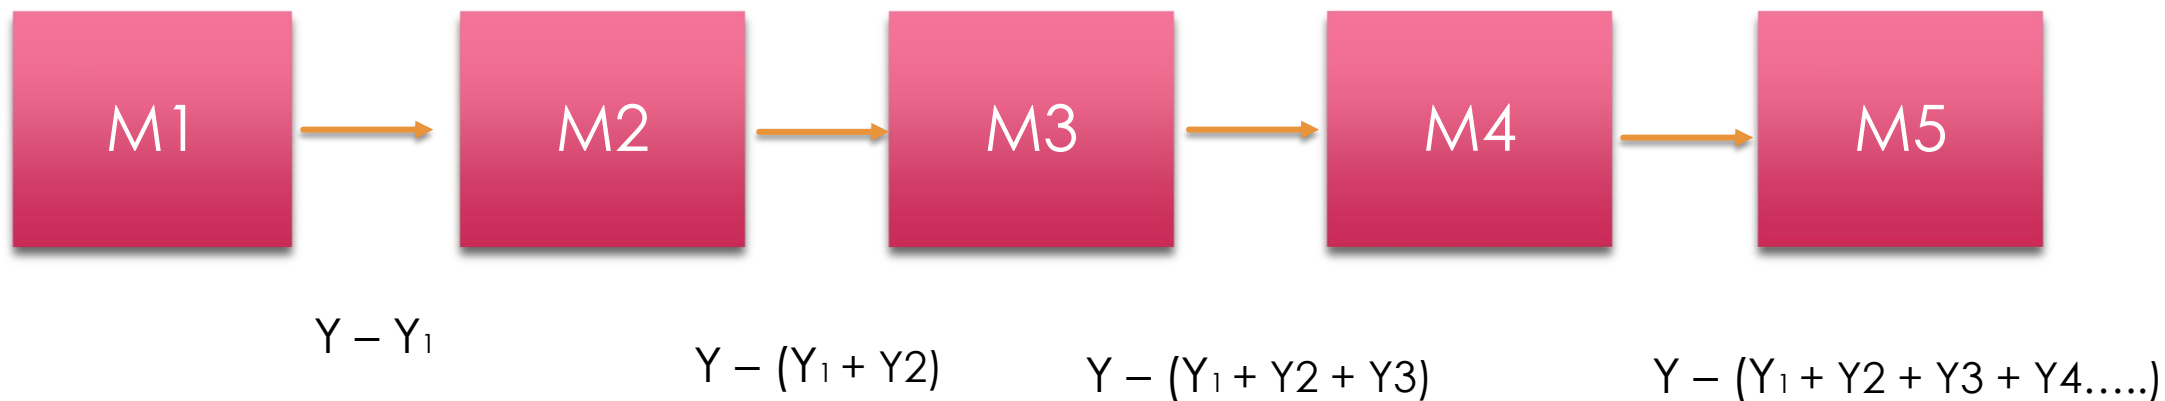 M1 M2 M3 M4 M5
Y – Y₁
Y – (Y₁ + Y2)
Y – (Y₁ + Y2 + Y3)
Y – (Y₁ + Y2 + Y3 + Y4.....)